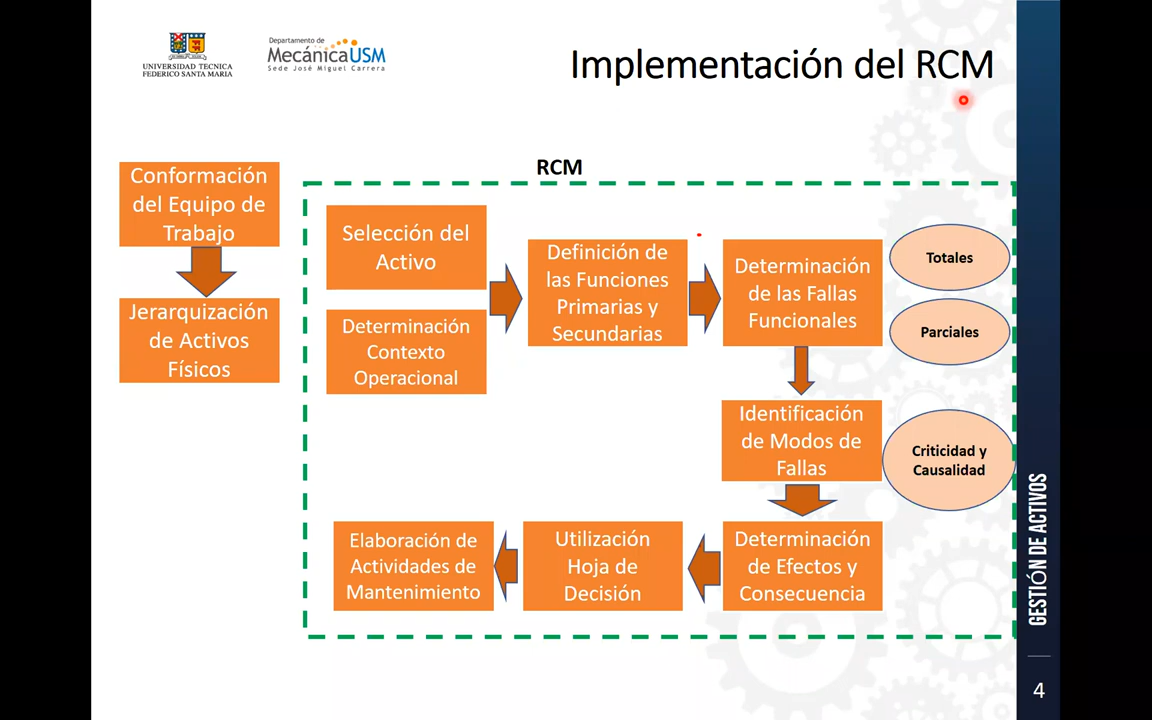 UNIVERSIDAD TECNICA
FEDERICO SANTA MARIA
Departamento de
MecánicaUSM
Sede José Miguel Carrera
Implementación del RCM
Conformación
del Equipo de
Trabajo
Jerarquización
de Activos
Físicos
RCM
Selección del
Activo
Determinación
Contexto
Operacional
Definición de
las Funciones
Primarias y
Secundarias
Determinación
de las Fallas
Funcionales
Totales
Parciales
Identificación
de Modos de
Fallas
Criticidad y
Causalidad
Determinación
de Efectos y
Consecuencia
Utilización
Hoja de
Decisión
Elaboración de
Actividades de
Mantenimiento
GESTIÓN DE ACTIVOS
4